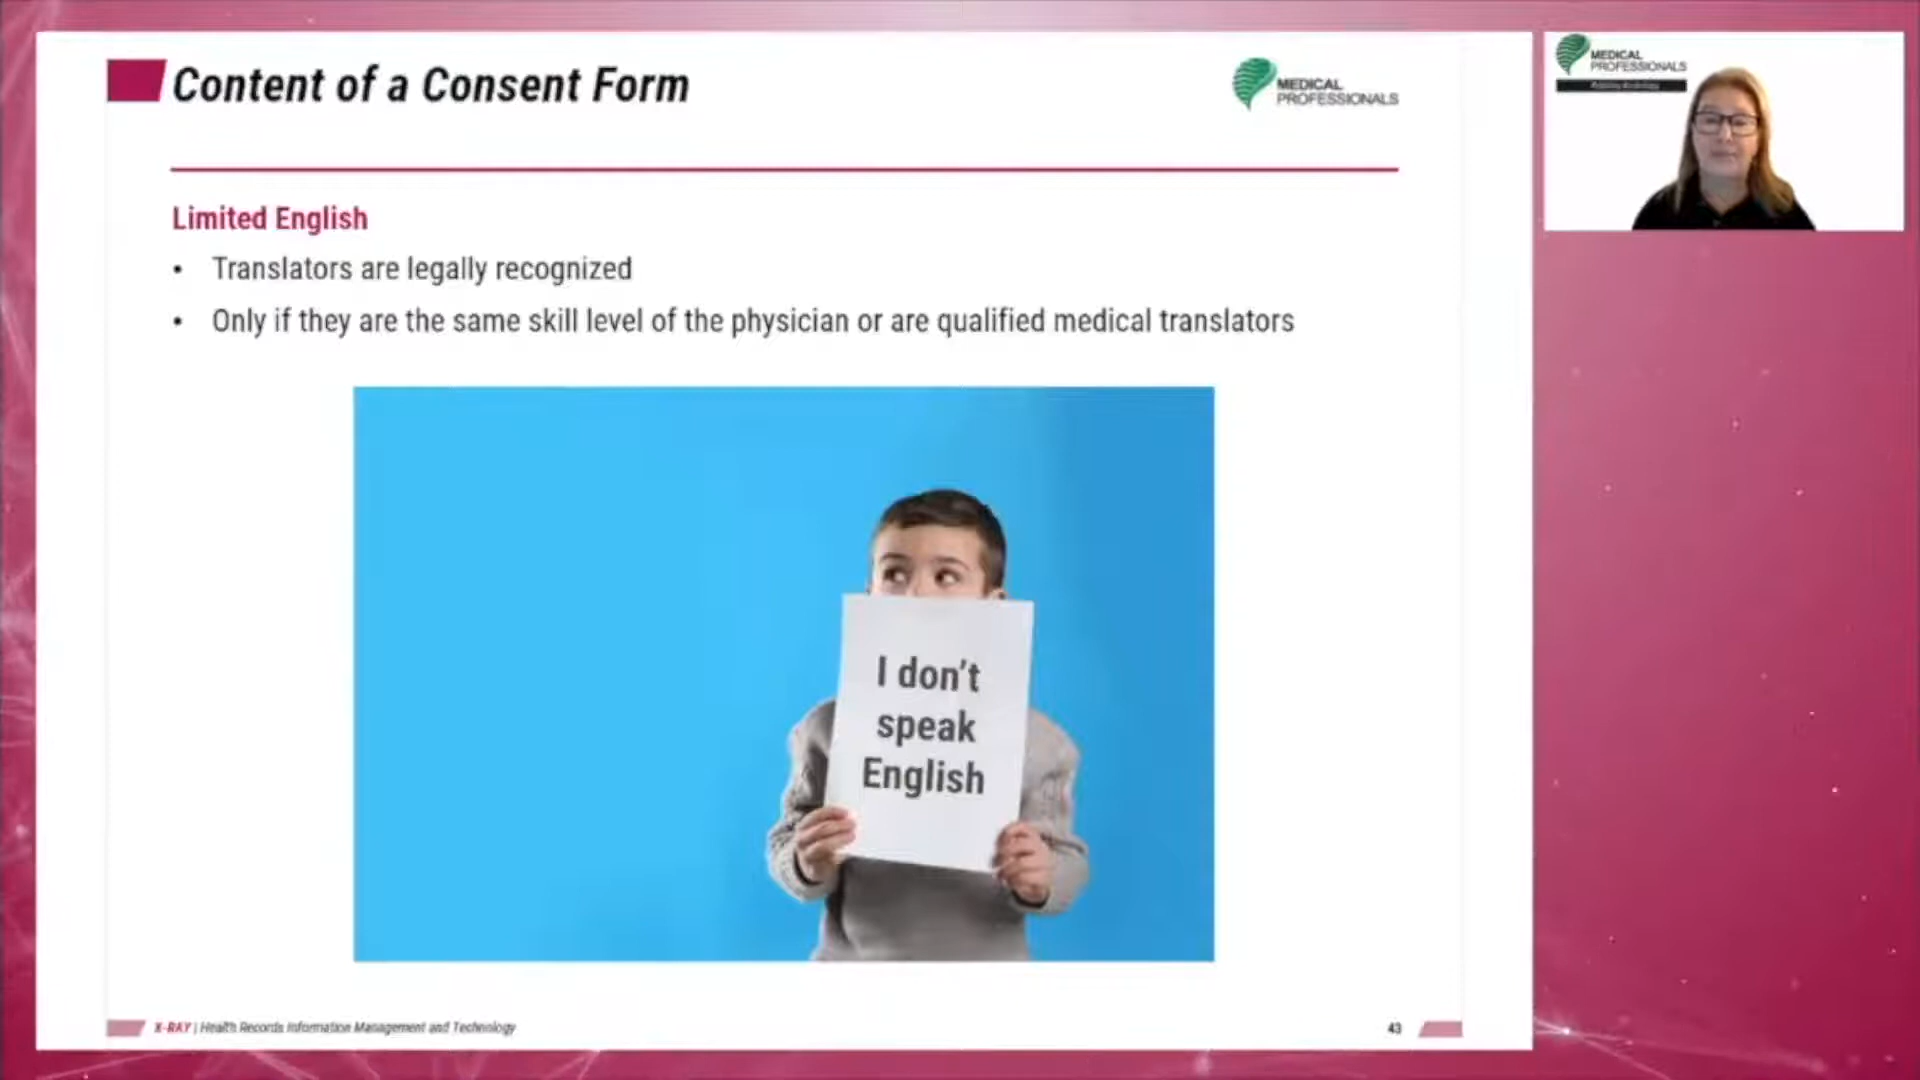 Content of a Consent Form
MEDICAL
PROFESSIONALS
MEDICAL
PROFESSIONALS
Limited English
• Translators are legally recognized
• Only if they are the same skill level of the physician or are qualified medical translators
I don't
speak
English
X-RAY | Health Records Information Management and Technology
43